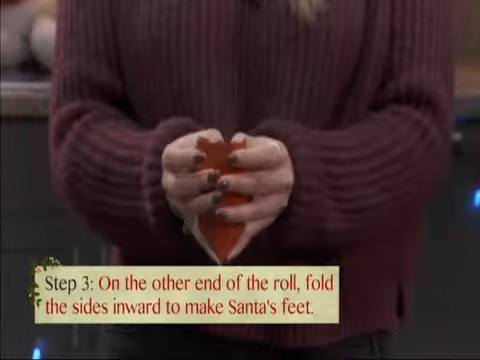 Step 3: On the other end of the roll, fold
the sides inward to make Santa's feet.